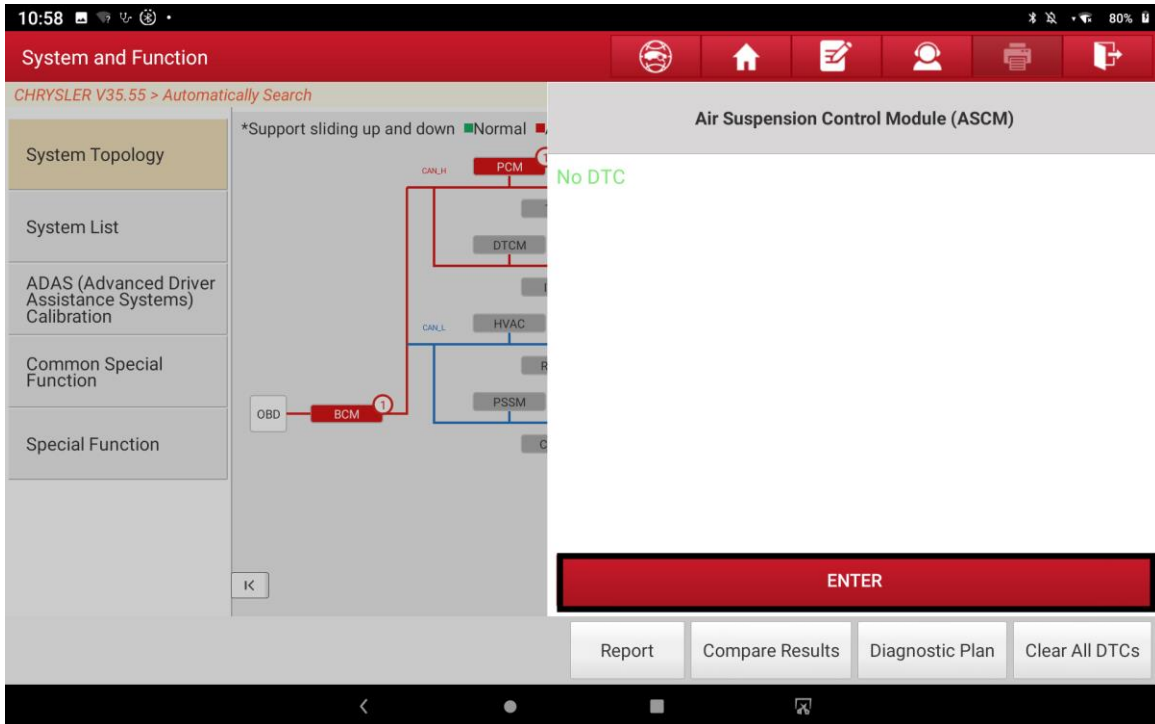 10:58
80%
System and Function
CHRYSLER V35.55 > Automatically Search
System Topology
System List
ADAS (Advanced Driver
Assistance Systems)
Calibration
Common Special
Function
Special Function
*Support sliding up and down Normal
CAN_H
PCM
1
DTCM
CAN_L
HVAC
R
PSSM
OBD
BCM
1
C
Air Suspension Control Module (ASCM)
No DTC
ENTER
Report
Compare Results
Diagnostic Plan
Clear All DTCs